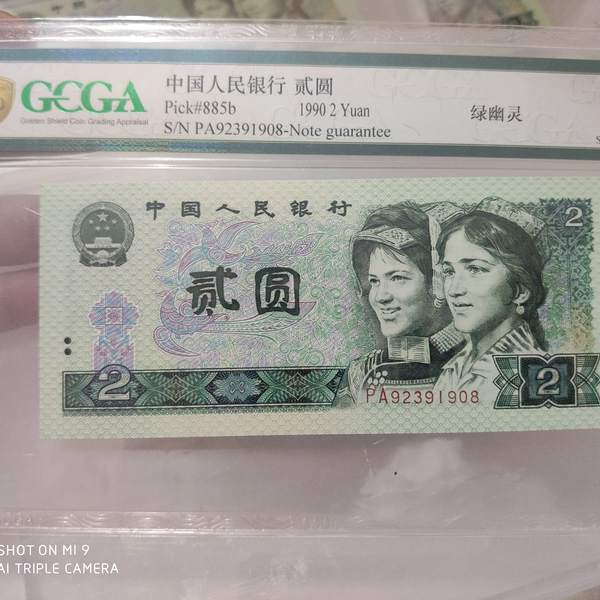 GCGA
Golden Shield Coin Grading Appraisal
中国人民银行 贰圆
Pick#885b 1990 2 Yuan 绿幽灵
S/N PA92391908-Note guarantee
中国人民银行
2
贰圆
2
2
PA92391908
SHOT ON MI 9
AI TRIPLE CAMERA